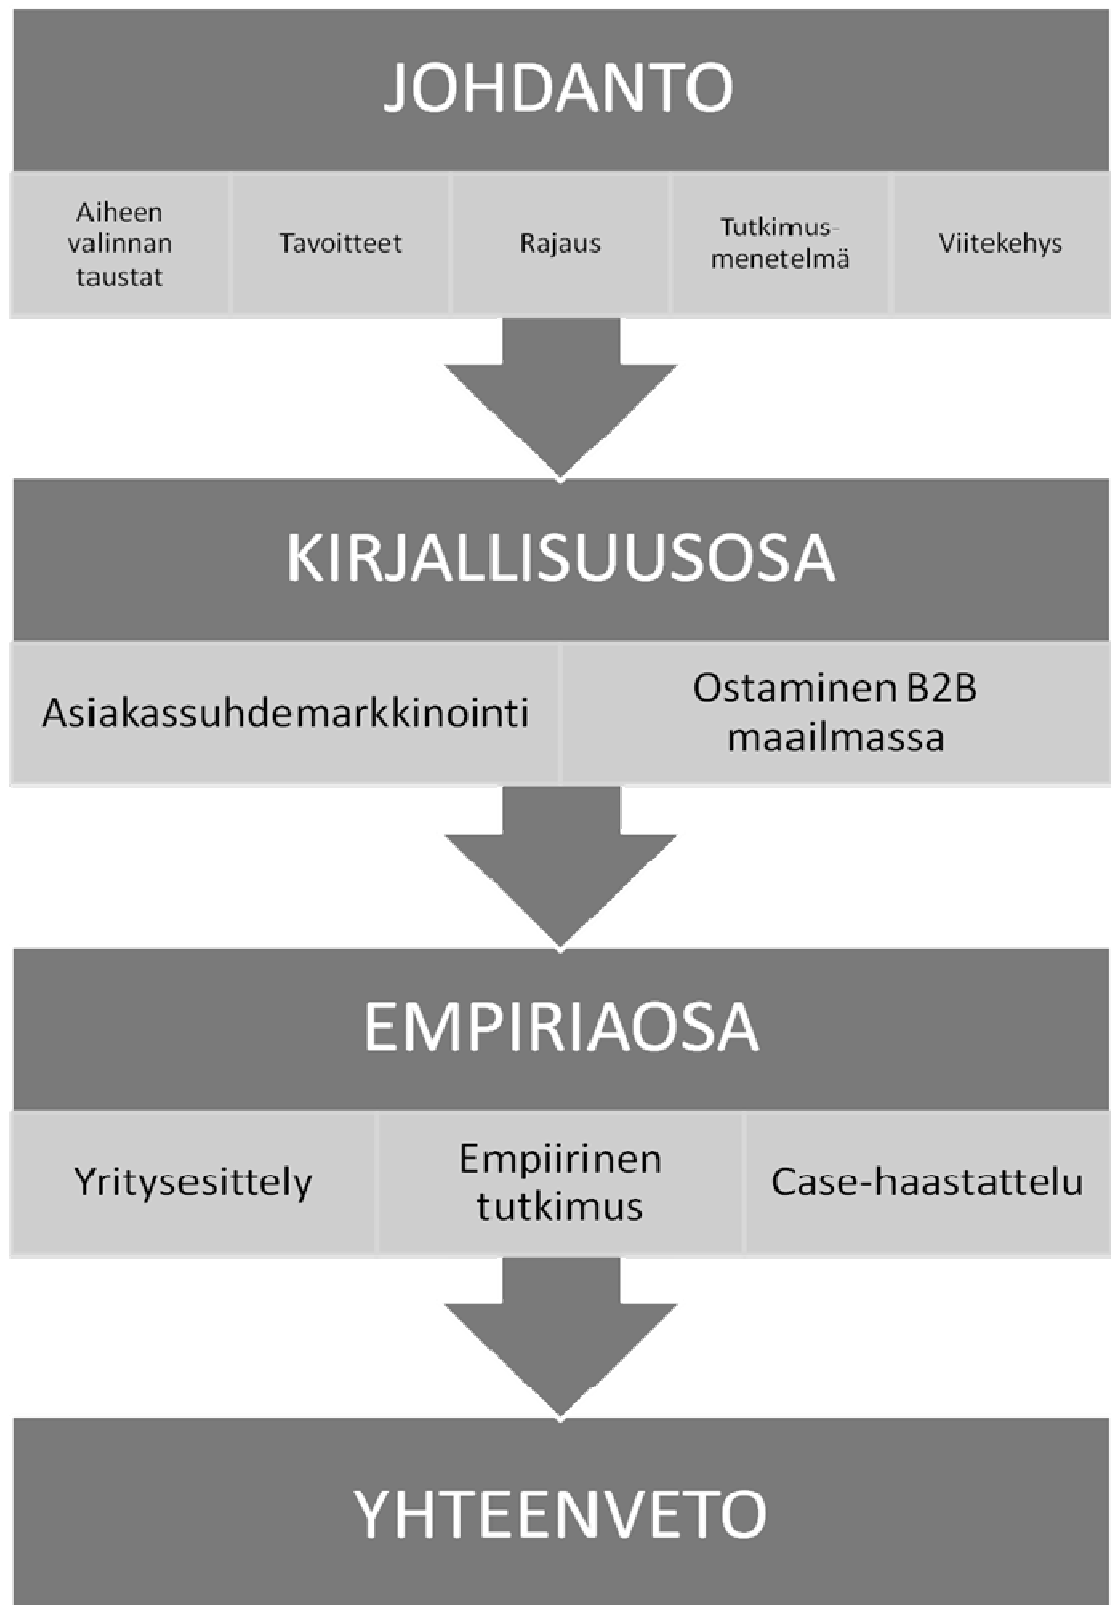 JOHDANTO
Aiheen
valinnan
taustat
Tavoitteet
Rajaus
Tutkimus-
menetelmä
Viitekehys
KIRJALLISUUSOSA
Asiakassuhdemarkkinointi
Ostaminen B2B
maailmassa
EMPIRIAOSA
Yritysesittely
Empiirinen
tutkimus
Case-haastattelu
YHTEENVETO